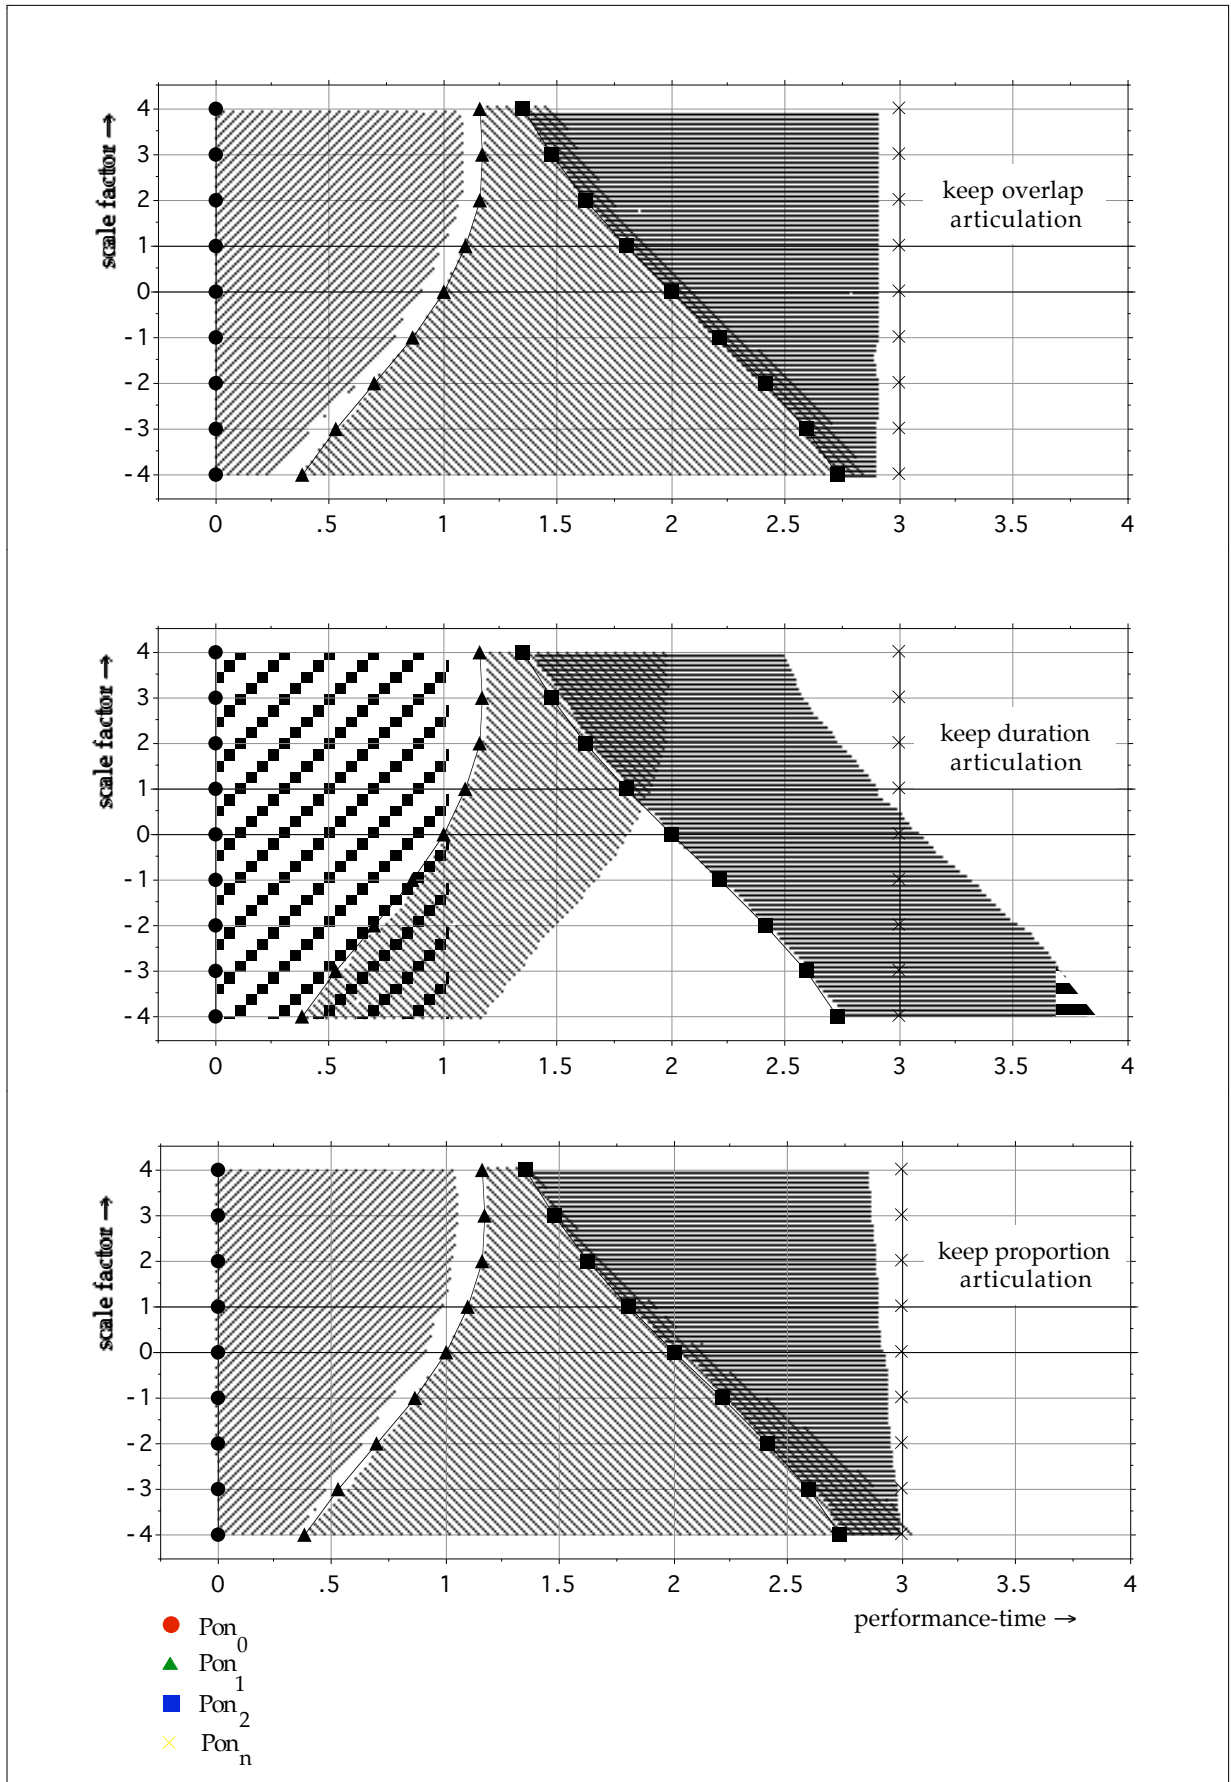 4
3
2
1
0
-1
-2
-3
-4
scale factor →
keep overlap
articulation
0 .5 1 1.5 2 2.5 3 3.5 4
4
3
2
1
0
-1
-2
-3
-4
scale factor →
keep duration
articulation
0 .5 1 1.5 2 2.5 3 3.5 4
4
3
2
1
0
-1
-2
-3
-4
scale factor →
keep proportion
articulation
0 .5 1 1.5 2 2.5 3 3.5 4
performance-time →
Pon0
Pon1
Pon2
Ponn